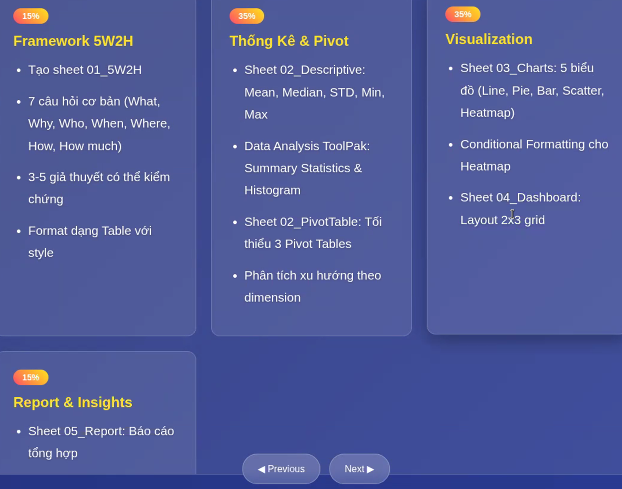 15%
Framework 5W2H
• Tạo sheet 01_5W2H
• 7 câu hỏi cơ bản (What,
Why, Who, When, Where,
How, How much)
• 3-5 giả thuyết có thể kiểm
chứng
• Format dạng Table với
style
35%
Thống Kê & Pivot
• Sheet 02_Descriptive:
Mean, Median, STD, Min,
Max
• Data Analysis ToolPak:
Summary Statistics &
Histogram
• Sheet 02_PivotTable: Tối
thiểu 3 Pivot Tables
• Phân tích xu hướng theo
dimension
35%
Visualization
• Sheet 03_Charts: 5 biểu
đồ (Line, Pie, Bar, Scatter,
Heatmap)
• Conditional Formatting cho
Heatmap
• Sheet 04_Dashboard:
Layout 2x3 grid
15%
Report & Insights
• Sheet 05_Report: Báo cáo
tổng hợp
◀ Previous
Next ▶